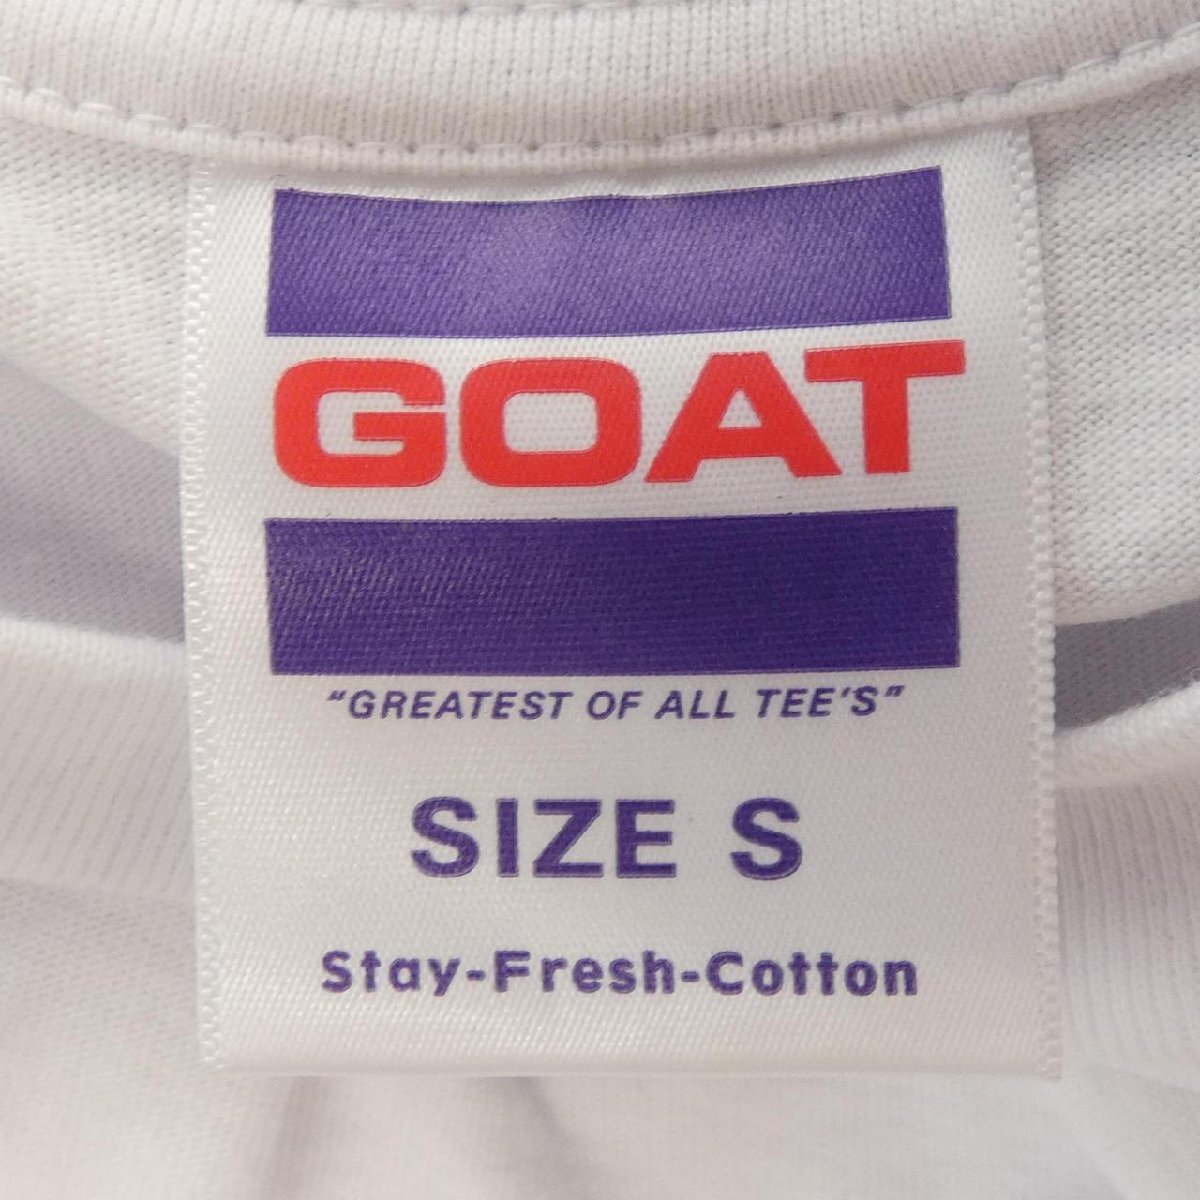 GOAT
"GREATEST OF ALL TEE'S"
SIZE S
Stay-Fresh-Cotton